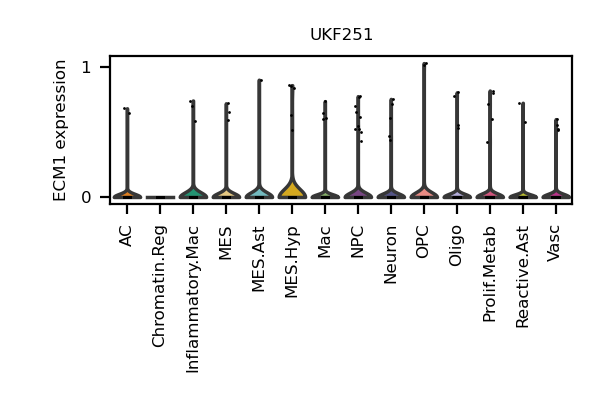 UKF251
ECM1 expression
1
0
AC
Chromatin.Reg
Inflammatory.Mac
MES
MES.Ast
MES.Hyp
Mac
NPC
Neuron
OPC
Oligo
Prolif.Metab
Reactive.Ast
Vasc